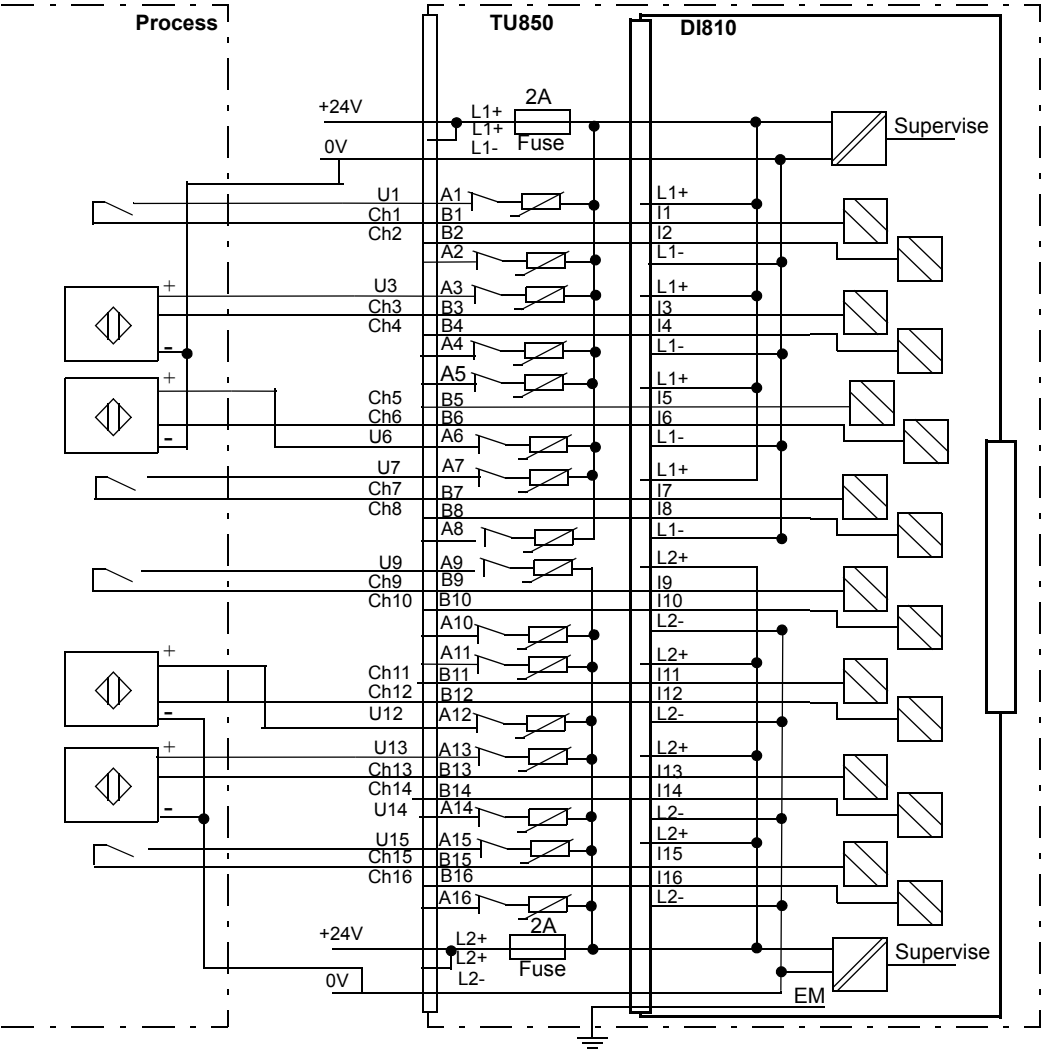 Process TU850 DI810
2A
+24V L1+
L1+ Fuse Supervise
0V L1-
U1 A1 L1+
Ch1 B1 I1
Ch2 B2 I2
A2 L1-
+ U3 A3 L1+
Ch3 B3 I3
Ch4 B4 I4
- A4 L1-
+ A5 L1+
Ch5 B5 I5
Ch6 B6 I6
- U6 A6 L1-
U7 A7 L1+
Ch7 B7 I7
Ch8 B8 I8
A8 L1-
U9 A9 L2+
Ch9 B9 I9
Ch10 B10 I10
A10 L2-
+ A11 L2+
Ch11 B11 I11
Ch12 B12 I12
- U12 A12 L2-
+ U13 A13 L2+
Ch13 B13 I13
Ch14 B14 I14
- U14 A14 L2-
U15 A15 L2+
Ch15 B15 I15
Ch16 B16 I16
A16 L2-
2A
+24V L2+
L2+ Fuse Supervise
0V L2-
EM